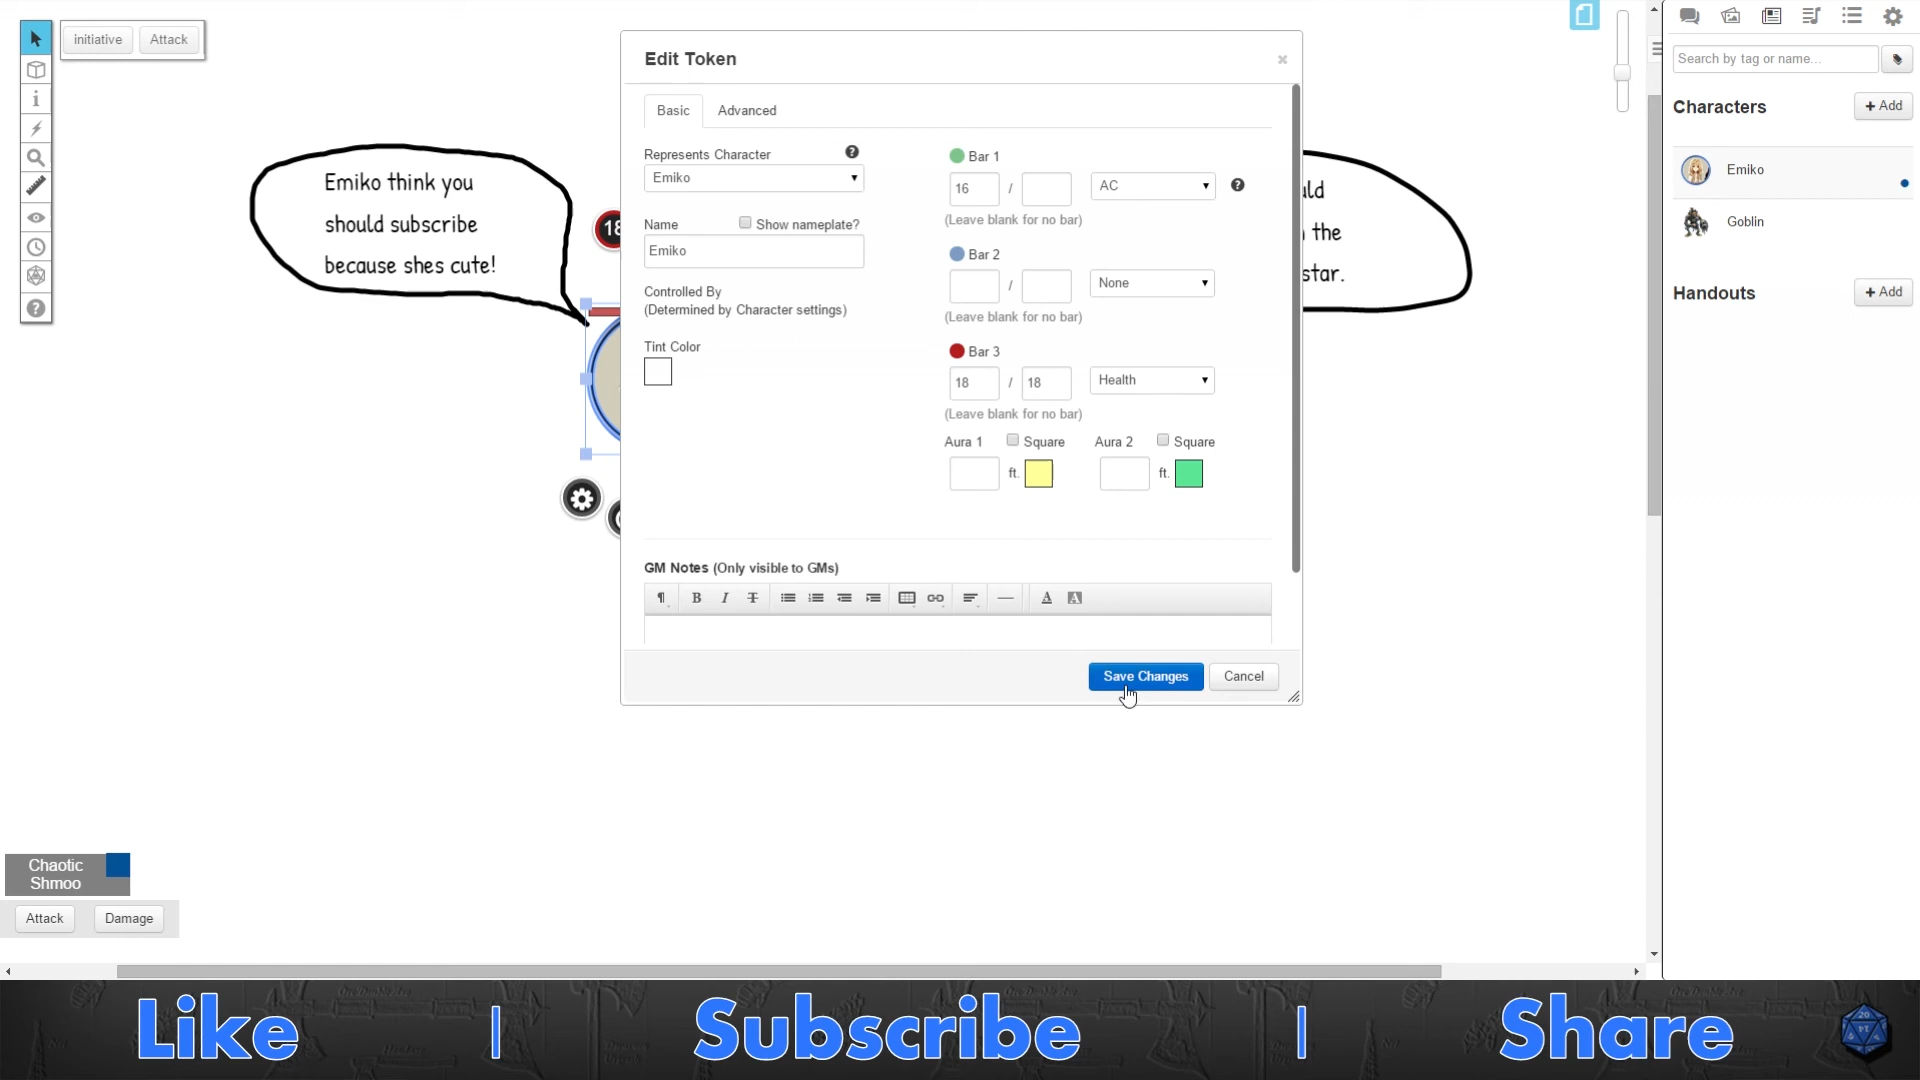 initiative
Attack
Emiko think you
should subscribe
because shes cute!
18
Edit Token
×
Basic
Advanced
Represents Character
Emiko
Name
Show nameplate?
Emiko
Controlled By
(Determined by Character settings)
Tint Color
Bar 1
16 /
AC
(Leave blank for no bar)
Bar 2
/
None
(Leave blank for no bar)
Bar 3
18 / 18
Health
(Leave blank for no bar)
Aura 1
Square
Aura 2
Square
ft.
ft.
GM Notes (Only visible to GMs)
Save Changes
Cancel
the
star.
Search by tag or name...
Characters
+ Add
Emiko
Goblin
Handouts
+ Add
Chaotic
Shmoo
Attack
Damage
Like | Subscribe | Share
20